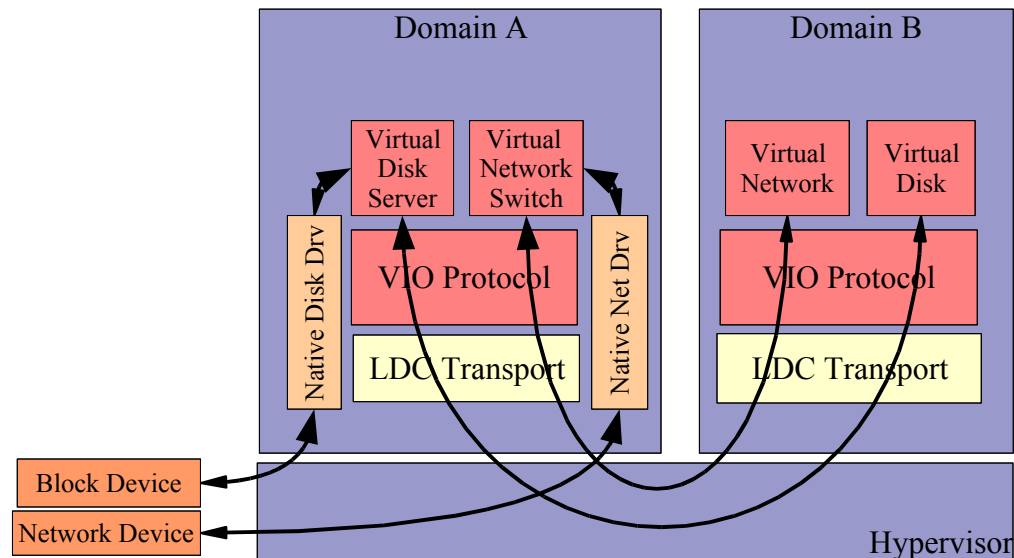 Domain A
Domain B
Virtual
Disk
Server
Virtual
Network
Switch
Virtual
Network
Virtual
Disk
Native Disk Drv
VIO Protocol
Native Net Drv
VIO Protocol
LDC Transport
LDC Transport
Block Device
Network Device
Hypervisor